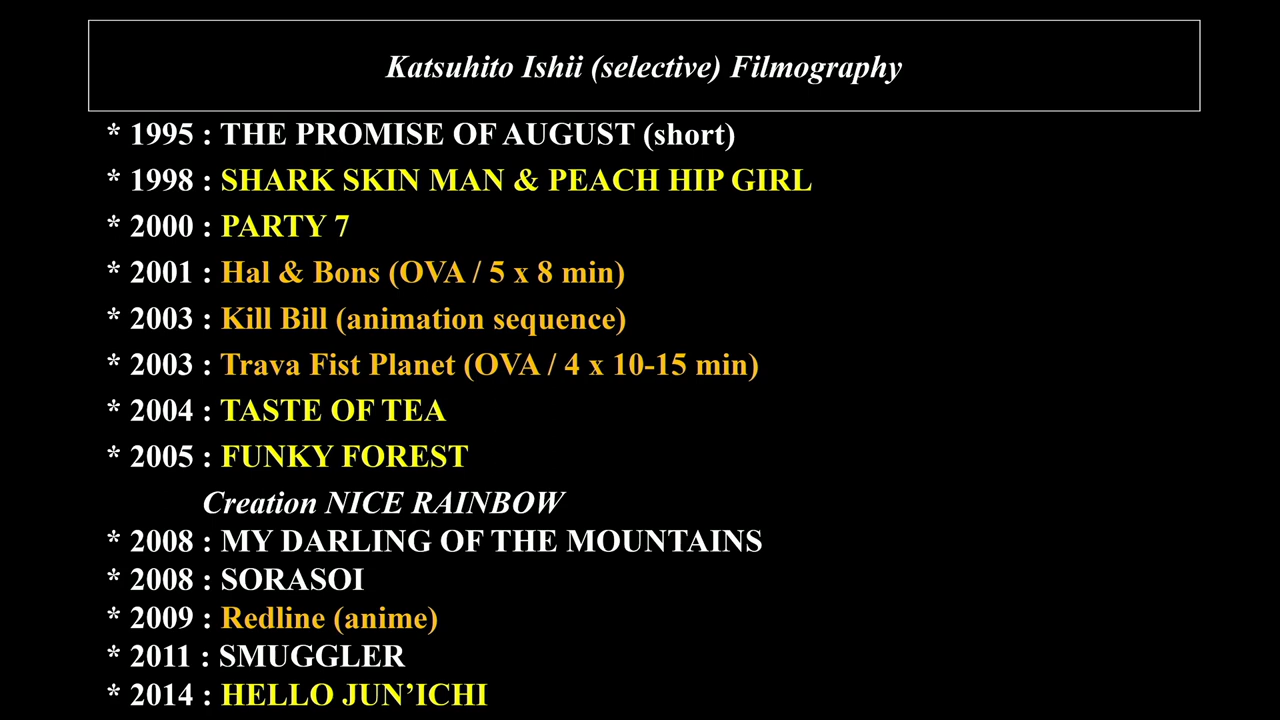 Katsuhito Ishii (selective) Filmography
* 1995 : THE PROMISE OF AUGUST (short)
* 1998 : SHARK SKIN MAN & PEACH HIP GIRL
* 2000 : PARTY 7
* 2001 : Hal & Bons (OVA / 5 x 8 min)
* 2003 : Kill Bill (animation sequence)
* 2003 : Trava Fist Planet (OVA / 4 x 10-15 min)
* 2004 : TASTE OF TEA
* 2005 : FUNKY FOREST
Creation NICE RAINBOW
* 2008 : MY DARLING OF THE MOUNTAINS
* 2008 : SORASOI
* 2009 : Redline (anime)
* 2011 : SMUGGLER
* 2014 : HELLO JUN’ICHI